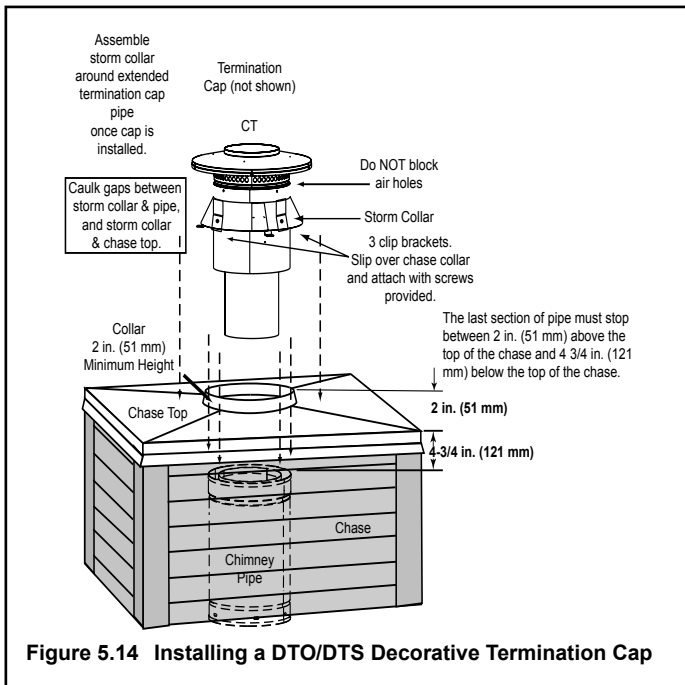 Assemble
storm collar
around extended
termination cap
pipe
once cap is
installed.
Termination
Cap (not shown)
CT
Do NOT block
air holes
Caulk gaps between
storm collar & pipe,
and storm collar
& chase top.
Storm Collar
3 clip brackets.
Slip over chase collar
and attach with screws
provided.
The last section of pipe must stop
between 2 in. (51 mm) above the
top of the chase and 4 3/4 in. (121
mm) below the top of the chase.
Collar
2 in. (51 mm)
Minimum Height
Chase Top
2 in. (51 mm)
4-3/4 in. (121 mm)
Chase
Chimney
Pipe
Figure 5.14 Installing a DTO/DTS Decorative Termination Cap